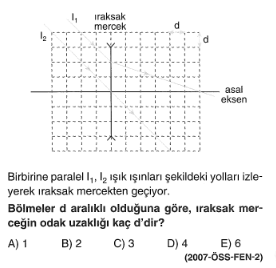 I₁ ıraksak
mercek d
I₂ d
asal
eksen
Birbirine paralel I₁, I₂ ışık ışınları şekildeki yolları izle-
yerek ıraksak mercekten geçiyor.
Bölmeler d aralıklı olduğuna göre, ıraksak mer-
ceğin odak uzaklığı kaç d'dir?
A) 1 B) 2 C) 3 D) 4 E) 6
(2007-ÖSS-FEN-2)